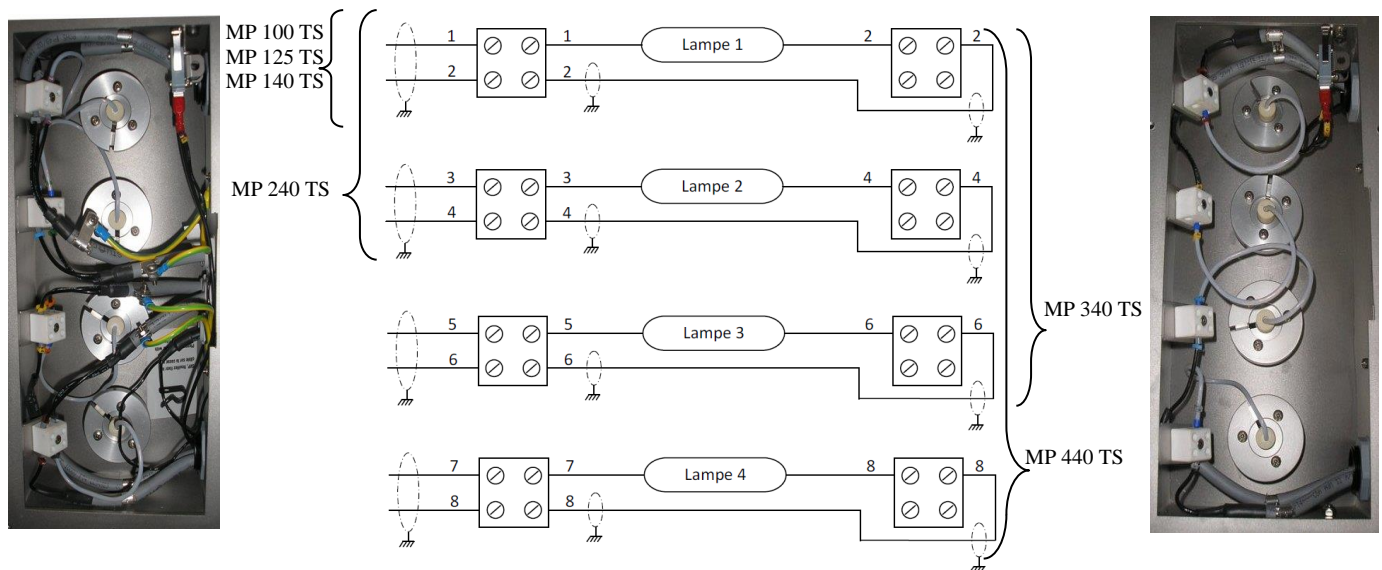 MP 100 TS
MP 125 TS
MP 140 TS
MP 240 TS
1 1 Lampe 1 2 2
2 2
3 3 Lampe 2 4 4
4 4
5 5 Lampe 3 6 6
6 6
7 7 Lampe 4 8 8
8 8
MP 340 TS
MP 440 TS